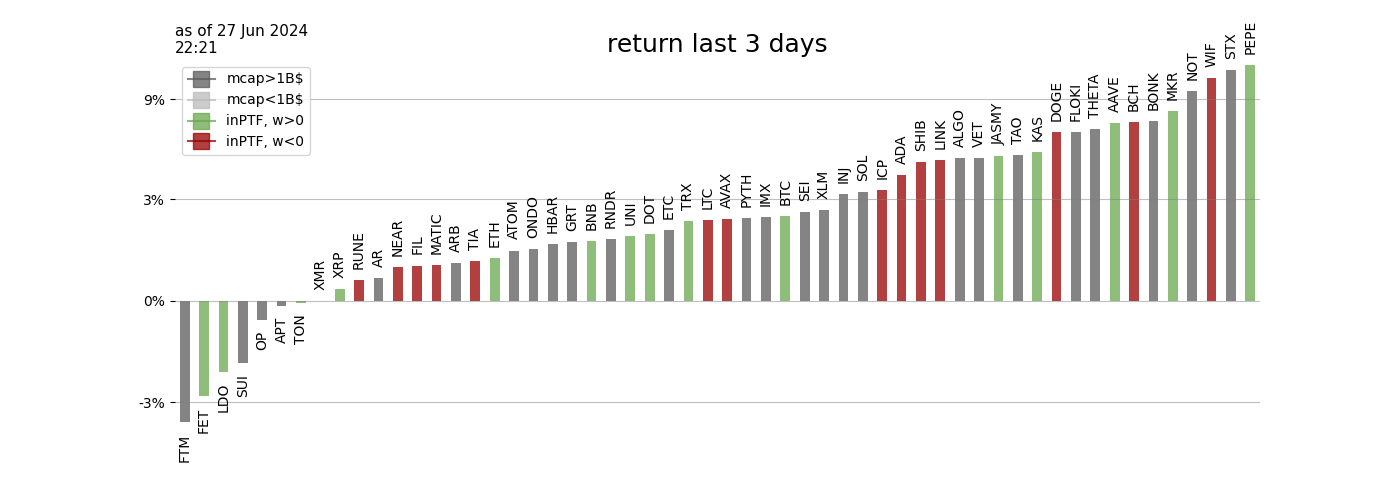 as of 27 Jun 2024
22:21
return last 3 days
mcap>1B$
mcap<1B$
inPTF, w>0
inPTF, w<0
9%
3%
0%
-3%
FTM
FET
LDO
SUI
OP
APT
TON
XMR
XRP
RUNE
AR
NEAR
FIL
MATIC
ARB
TIA
ETH
ATOM
ONDO
HBAR
GRT
BNB
RNDR
UNI
DOT
ETC
TRX
LTC
AVAX
PYTH
IMX
BTC
SEI
XLM
INJ
SOL
ICP
ADA
SHIB
LINK
ALGO
VET
JASMY
TAO
KAS
DOGE
FLOKI
THETA
AAVE
BCH
BONK
MKR
NOT
WIF
STX
PEPE